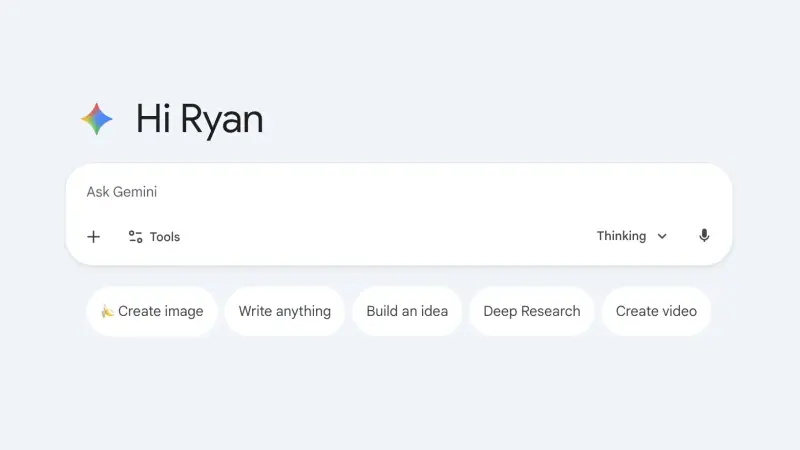 Hi Ryan
Ask Gemini
Tools
Thinking
Create image
Write anything
Build an idea
Deep Research
Create video